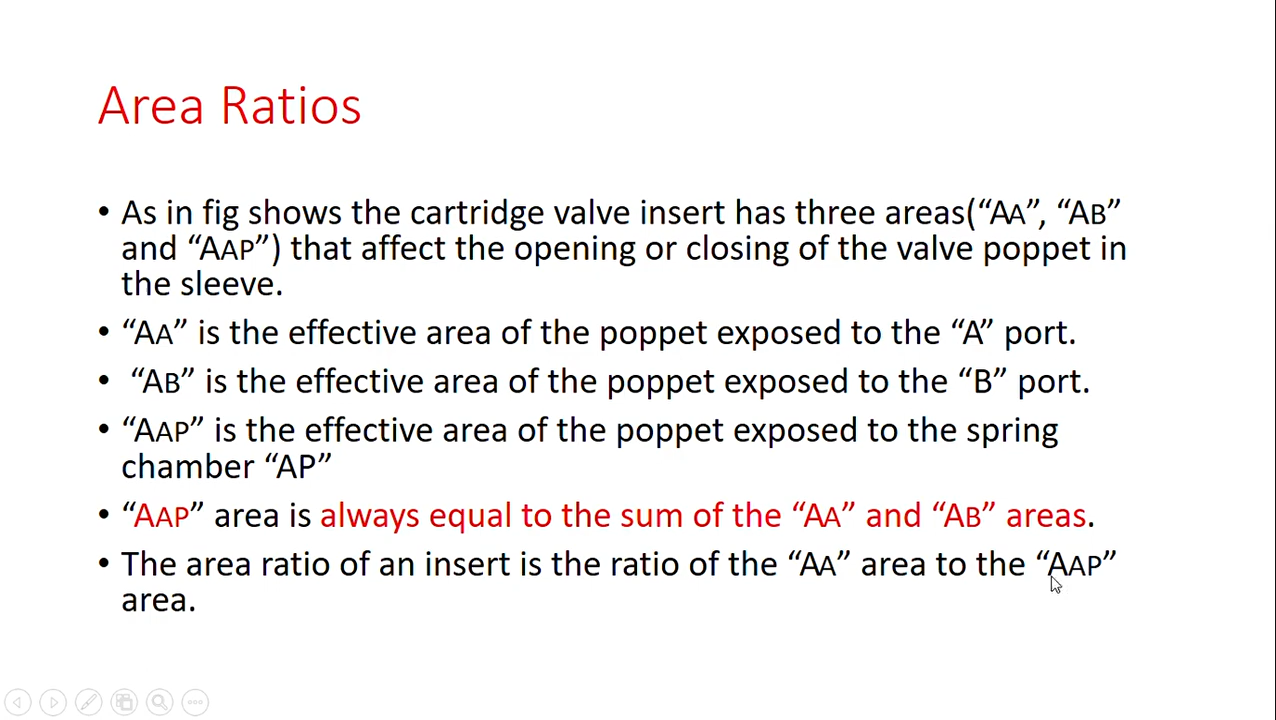 Area Ratios
• As in fig shows the cartridge valve insert has three areas(“AA”, “AB”
and “AAP”) that affect the opening or closing of the valve poppet in
the sleeve.
• “AA” is the effective area of the poppet exposed to the “A” port.
• “AB” is the effective area of the poppet exposed to the “B” port.
• “AAP” is the effective area of the poppet exposed to the spring
chamber “AP”
• “AAP” area is always equal to the sum of the “AA” and “AB” areas.
• The area ratio of an insert is the ratio of the “AA” area to the “AAP”
area.